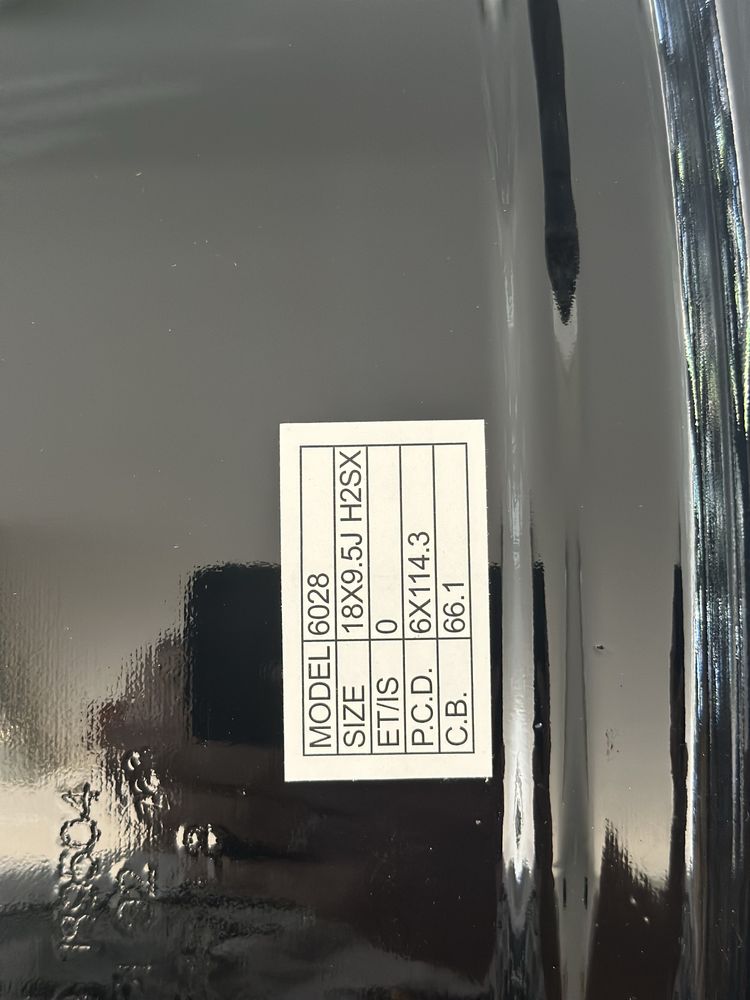 MODEL 6028
SIZE 18X9.5J H2SX
ET/IS 0
P.C.D. 6X114.3
C.B. 66.1